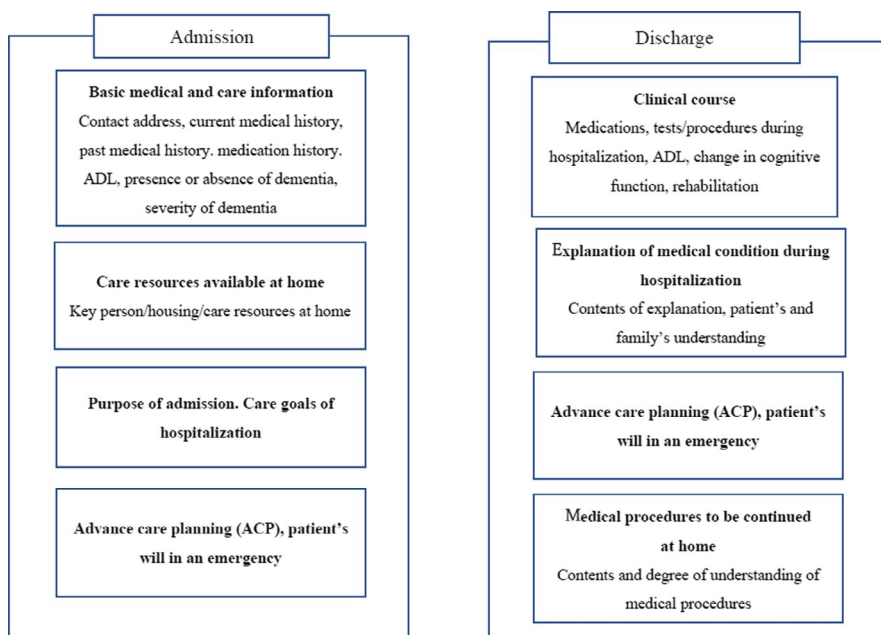 Admission
Basic medical and care information
Contact address, current medical history,
past medical history. medication history.
ADL, presence or absence of dementia,
severity of dementia
Care resources available at home
Key person/housing/care resources at home
Purpose of admission. Care goals of
hospitalization
Advance care planning (ACP), patient’s
will in an emergency
Discharge
Clinical course
Medications, tests/procedures during
hospitalization, ADL, change in cognitive
function, rehabilitation
Explanation of medical condition during
hospitalization
Contents of explanation, patient’s and
family’s understanding
Advance care planning (ACP), patient’s
will in an emergency
Medical procedures to be continued
at home
Contents and degree of understanding of
medical procedures